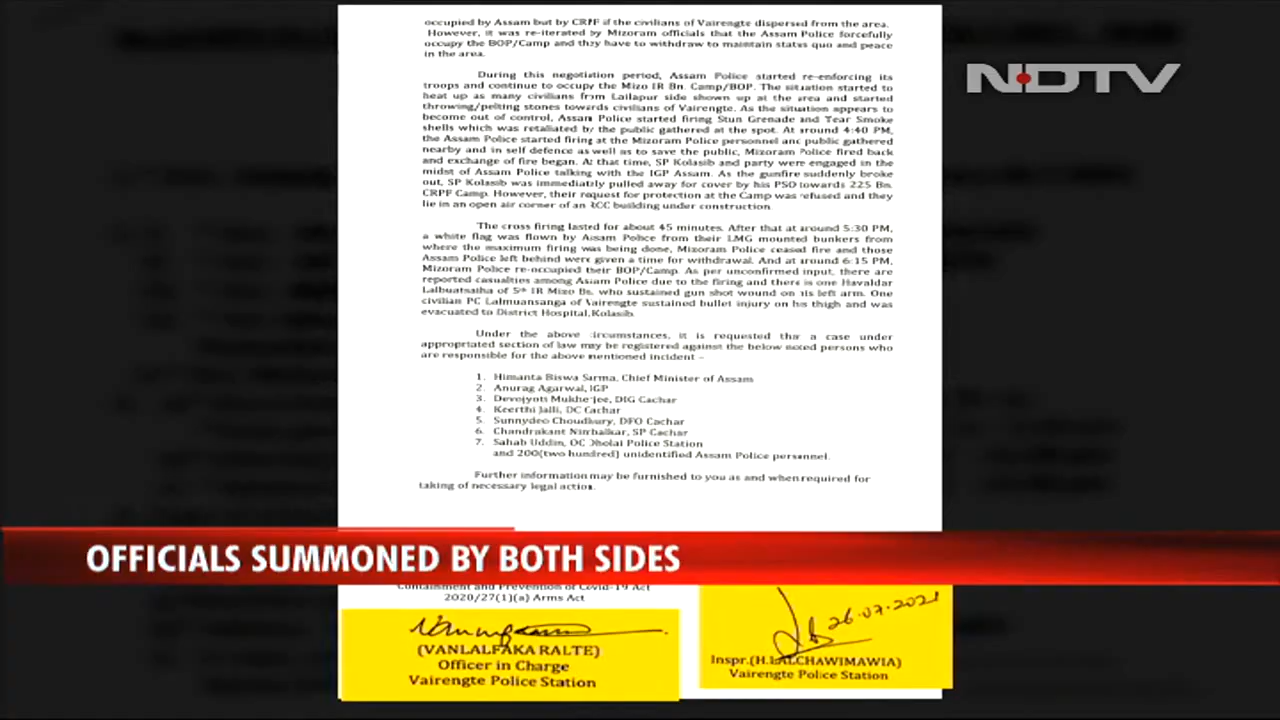 occupied by Assam but by CRPF if the civilians of Vairengte dispersed from the area.
However, it was re-iterated by Mizoram officials that the Assam Police forcefully
occupy the BOP/Camp and they have to withdraw to maintain states quo and peace
in the area.
During this negotiation period, Assam Police started re-enforcing its
troops and continue to occupy the Mizo IR Bn. Camp/BOP. The situation started to
heat up as many civilians from Lailapur side shown up at the area and started
throwing/pelting stones towards civilians of Vairengte. As the situation appears to
become out of control, Assam Police started firing Stun Grenade and Tear Smoke
shells which was retaliated by the public gathered at the spot. At around 4:40 PM,
the Assam Police started firing at the Mizoram Police personnel and public gathered
nearby and in self defence as well as to save the public, Mizoram Police fired back
and exchange of fire began. At that time, SP Kolasib and party were engaged in the
midst of Assam Police talking with the IGP Assam. As the gunfire suddenly broke
out, SP Kolasib was immediately pulled away for cover by his PSO towards 225 Bn.
CRPF Camp. However, their request for protection at the Camp was refused and they
lie in an open air corner of an RCC building under construction.
The cross firing lasted for about 45 minutes. After that at around 5:30 PM,
a white flag was flown by Assam Police from their LMG mounted bunkers from
where the maximum firing was being done, Mizoram Police ceased fire and those
Assam Police left behind were given a time for withdrawal. And at around 6:15 PM,
Mizoram Police re-occupied their BOP/Camp. As per unconfirmed input, there are
reported casualties among Assam Police due to the firing and there is one Havaldar
Lalbuatsaiha of 5th IR Mizo Bn. who sustained gun shot wound on its left arm. One
civilian PC Lalmuansanga of Vairengte sustained bullet injury on his thigh and was
evacuated to District Hospital, Kolasib.
Under the above circumstances, it is requested that a case under
appropriated section of law may be registered against the below noted persons who
are responsible for the above mentioned incident –
1. Himanta Biswa Sarma, Chief Minister of Assam
2. Anurag Agarwal, IGP
3. Devojyoti Mukherjee, DIG Cachar
4. Keerthi Jalli, DC Cachar
5. Sunnydeo Choudhury, DFO Cachar
6. Chandrakant Nimbalkar, SP Cachar
7. Sahab Uddin, OC Dholai Police Station
and 200(two hundred) unidentified Assam Police personnel.
Further information may be furnished to you as and when required for
taking of necessary legal action.
NDTV
OFFICIALS SUMMONED BY BOTH SIDES
Containment and Prevention of Covid-19 Act
2020/27(1)(a) Arms Act
(VANLALFAKA RALTE)
Officer in Charge
Vairengte Police Station
26.07.2021
Inspr.(H.LALCHAWIMAWIA)
Vairengte Police Station